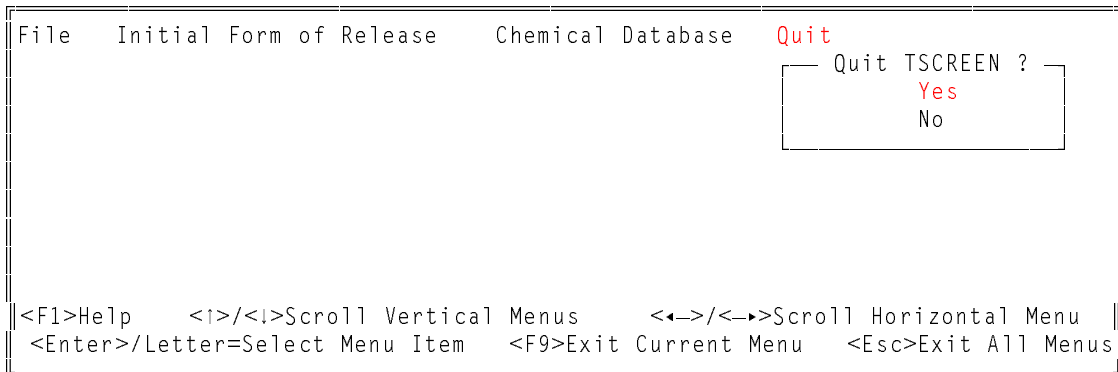 File Initial Form of Release Chemical Database Quit
Quit TSCREEN ?
Yes
No
<F1>Help <↑>/<↓>Scroll Vertical Menus <◂—>/<—▸>Scroll Horizontal Menu
<Enter>/Letter=Select Menu Item <F9>Exit Current Menu <Esc>Exit All Menus